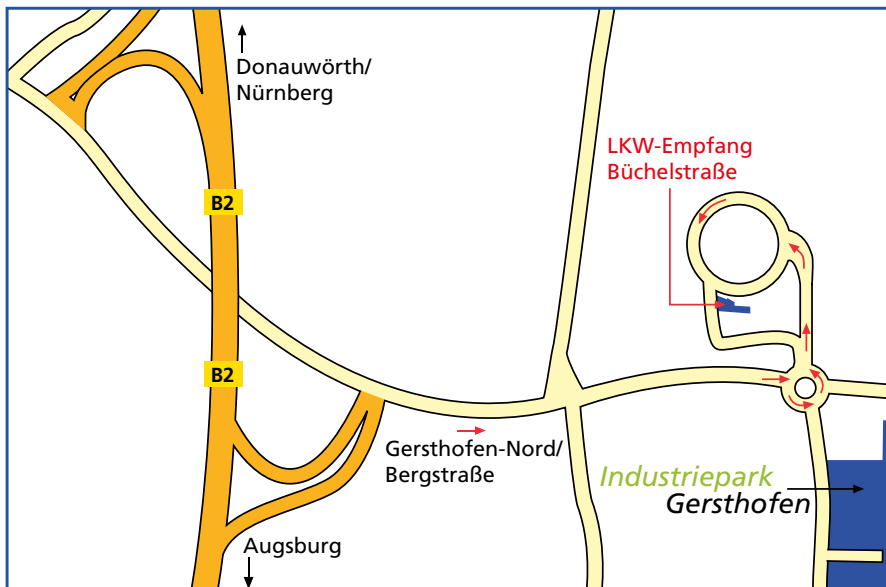 Donauwörth/
Nürnberg
LKW-Empfang
Büchelstraße
B2
B2
Gersthofen-Nord/
Bergstraße
Industriepark
Gersthofen
Augsburg